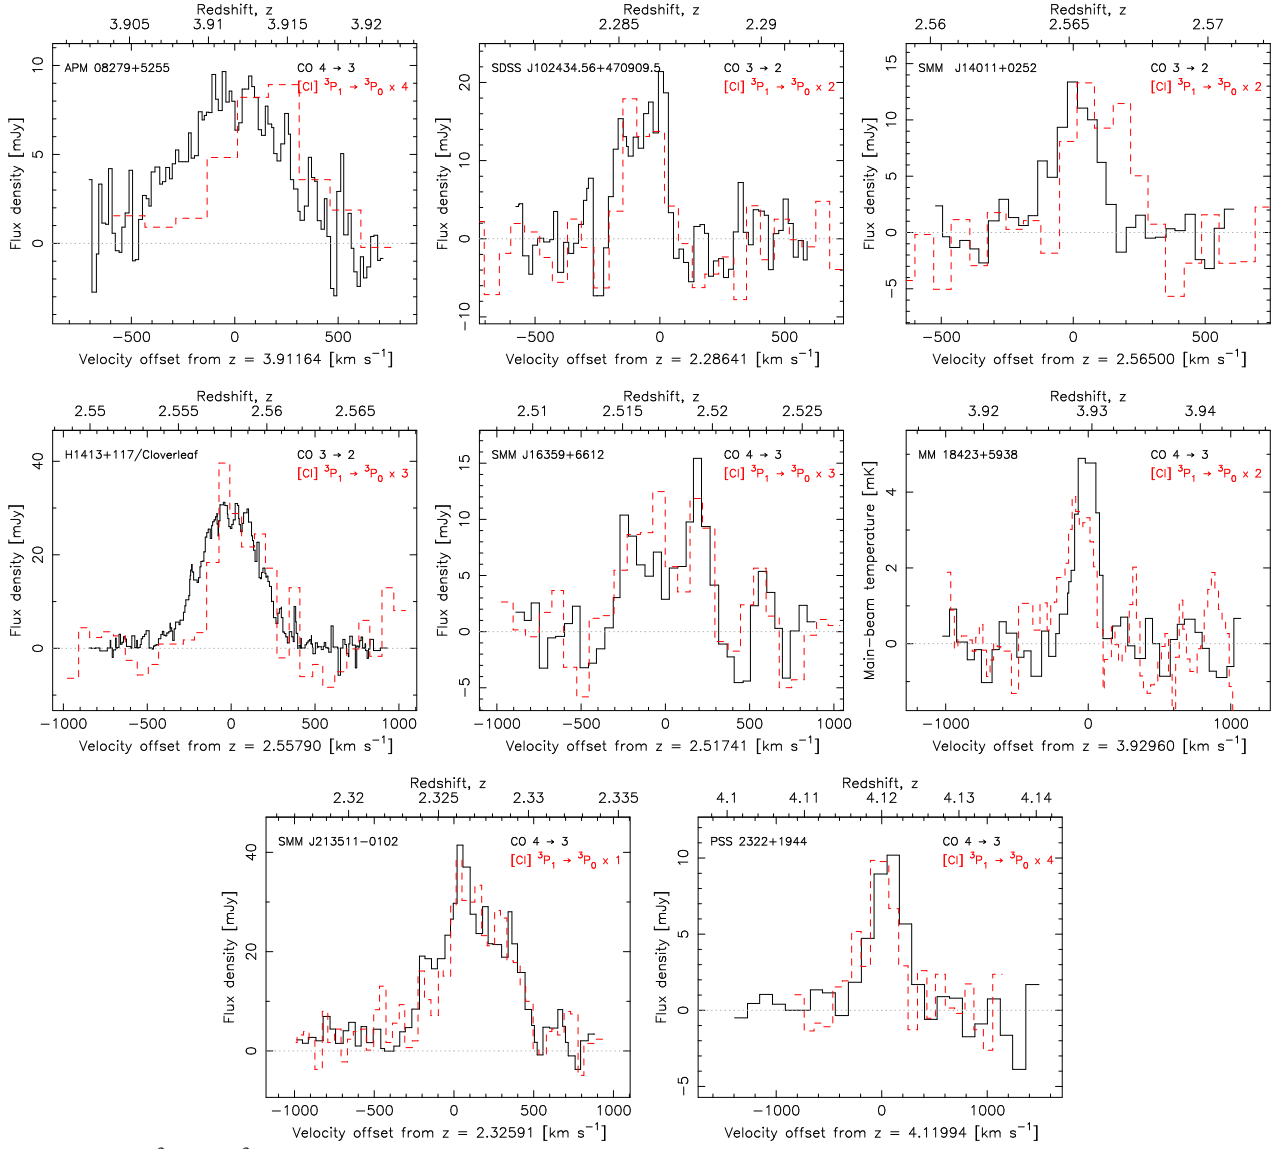 Redshift, z
3.905 3.91 3.915 3.92
APM 08279+5255
CO 4 → 3
[CI] ³P₁ → ³P₀ x 4
Flux density [mJy]
0 5 10
−500 0 500
Velocity offset from z = 3.91164 [km s⁻¹]
Redshift, z
2.285 2.29
SDSS J102434.56+470909.5
CO 3 → 2
[CI] ³P₁ → ³P₀ x 2
Flux density [mJy]
−10 0 10 20
−500 0 500
Velocity offset from z = 2.28641 [km s⁻¹]
Redshift, z
2.56 2.565 2.57
SMM J14011+0252
CO 3 → 2
[CI] ³P₁ → ³P₀ x 2
Flux density [mJy]
−5 0 5 10 15
−500 0 500
Velocity offset from z = 2.56500 [km s⁻¹]
Redshift, z
2.55 2.555 2.56 2.565
H1413+117/Cloverleaf
CO 3 → 2
[CI] ³P₁ → ³P₀ x 3
Flux density [mJy]
0 20 40
−1000 −500 0 500 1000
Velocity offset from z = 2.55790 [km s⁻¹]
Redshift, z
2.51 2.515 2.52 2.525
SMM J16359+6612
CO 4 → 3
[CI] ³P₁ → ³P₀ x 3
Flux density [mJy]
−5 0 5 10 15
−1000 −500 0 500 1000
Velocity offset from z = 2.51741 [km s⁻¹]
Redshift, z
3.92 3.93 3.94
MM 18423+5938
CO 4 → 3
[CI] ³P₁ → ³P₀ x 2
Main−beam temperature [mK]
0 2 4
−1000 0 1000
Velocity offset from z = 3.92960 [km s⁻¹]
Redshift, z
2.32 2.325 2.33 2.335
SMM J213511−0102
CO 4 → 3
[CI] ³P₁ → ³P₀ x 1
Flux density [mJy]
0 20 40
−1000 −500 0 500 1000
Velocity offset from z = 2.32591 [km s⁻¹]
Redshift, z
4.1 4.11 4.12 4.13 4.14
PSS 2322+1944
CO 4 → 3
[CI] ³P₁ → ³P₀ x 4
Flux density [mJy]
−5 0 5 10
−1000 0 1000
Velocity offset from z = 4.11994 [km s⁻¹]